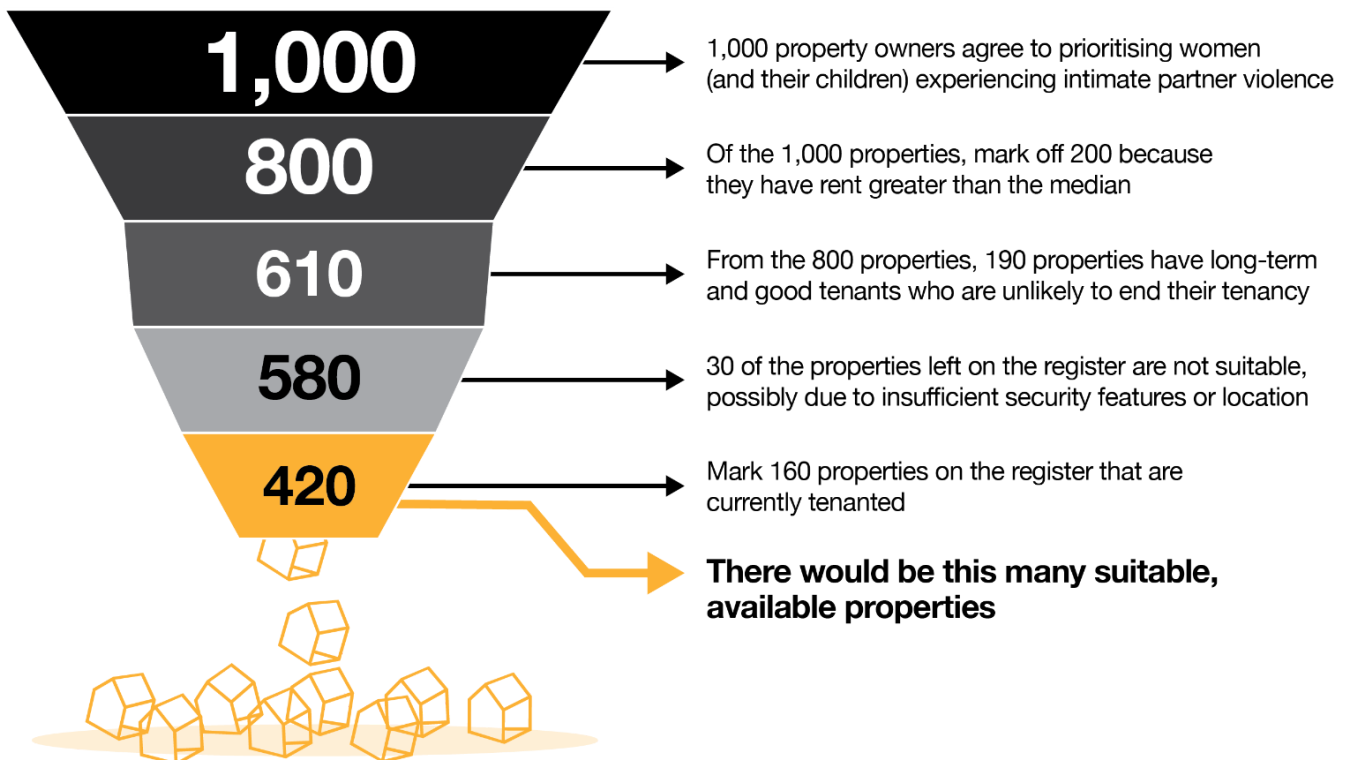 1,000
1,000 property owners agree to prioritising women
(and their children) experiencing intimate partner violence
800
Of the 1,000 properties, mark off 200 because
they have rent greater than the median
610
From the 800 properties, 190 properties have long-term
and good tenants who are unlikely to end their tenancy
580
30 of the properties left on the register are not suitable,
possibly due to insufficient security features or location
420
Mark 160 properties on the register that are
currently tenanted
There would be this many suitable,
available properties